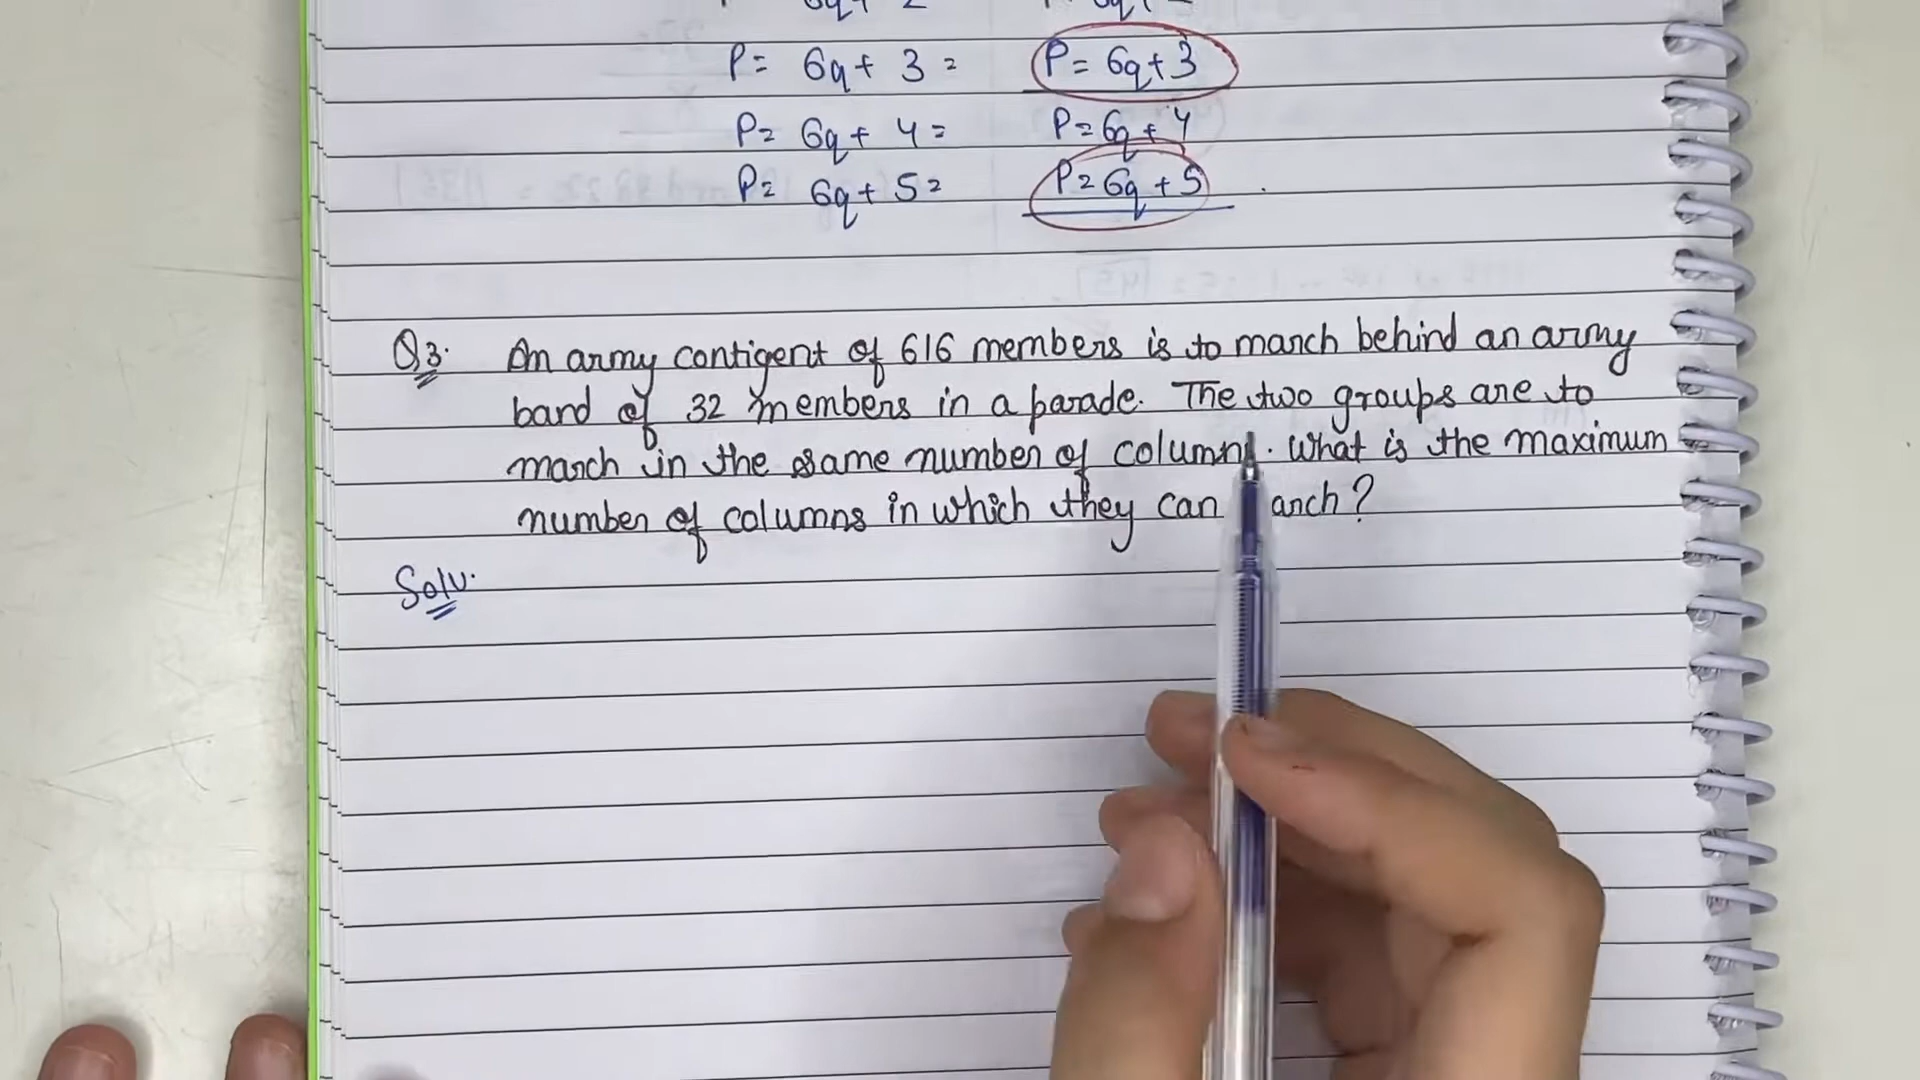 P= 6q+ 3 = P= 6q+3
P= 6q+ 4 = P=6q+4
P= 6q+ 5= P=6q+5
Q3. An army contigent of 616 members is to march behind an army
band of 32 members in a parade. The two groups are to
march in the same number of columns. What is the maximum
number of columns in which they can arch?
Solu.